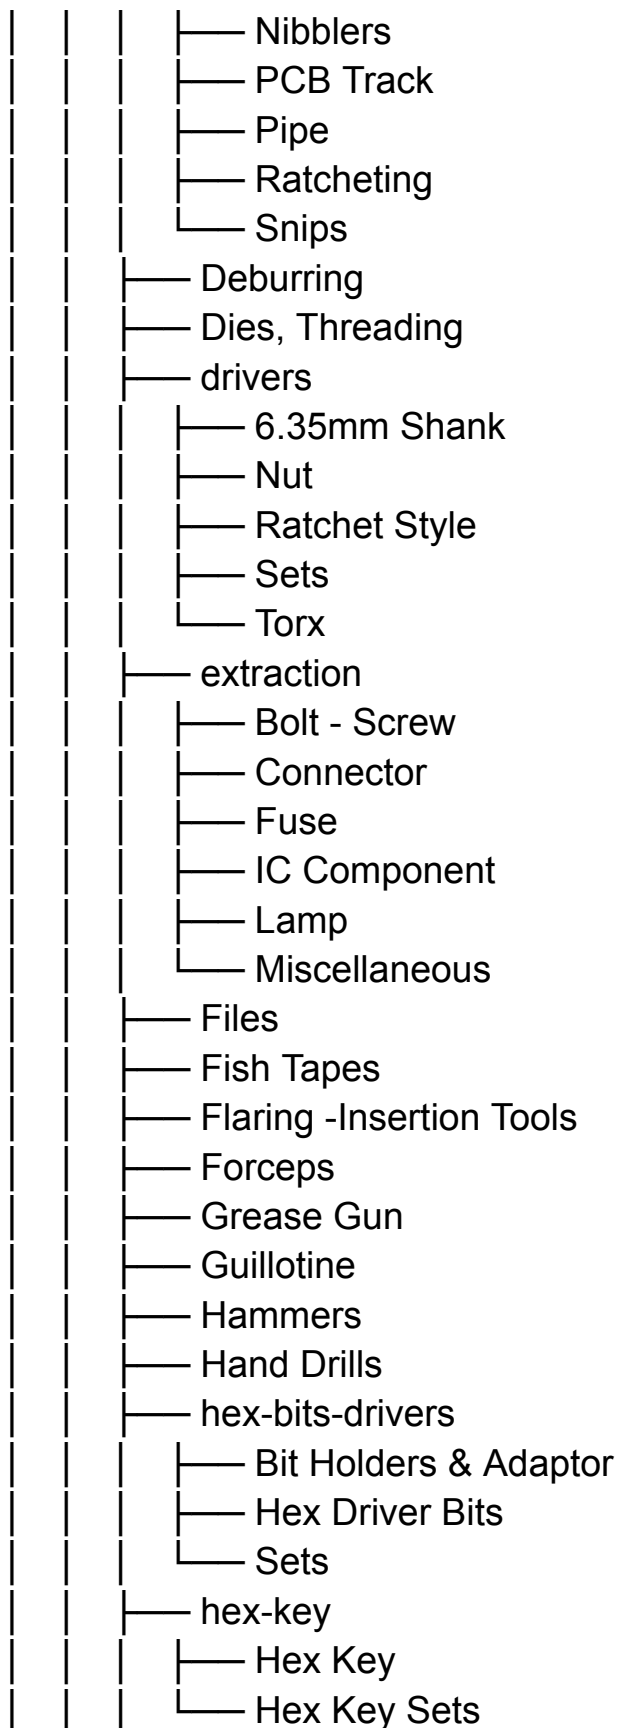 │ │ │ ├── Nibblers
│ │ │ ├── PCB Track
│ │ │ ├── Pipe
│ │ │ ├── Ratcheting
│ │ │ └── Snips
│ │ ├── Deburring
│ │ ├── Dies, Threading
│ │ ├── drivers
│ │ │ ├── 6.35mm Shank
│ │ │ ├── Nut
│ │ │ ├── Ratchet Style
│ │ │ ├── Sets
│ │ │ └── Torx
│ │ ├── extraction
│ │ │ ├── Bolt - Screw
│ │ │ ├── Connector
│ │ │ ├── Fuse
│ │ │ ├── IC Component
│ │ │ ├── Lamp
│ │ │ └── Miscellaneous
│ │ ├── Files
│ │ ├── Fish Tapes
│ │ ├── Flaring -Insertion Tools
│ │ ├── Forceps
│ │ ├── Grease Gun
│ │ ├── Guillotine
│ │ ├── Hammers
│ │ ├── Hand Drills
│ │ ├── hex-bits-drivers
│ │ │ ├── Bit Holders & Adaptor
│ │ │ ├── Hex Driver Bits
│ │ │ └── Sets
│ │ ├── hex-key
│ │ │ ├── Hex Key
│ │ │ └── Hex Key Sets